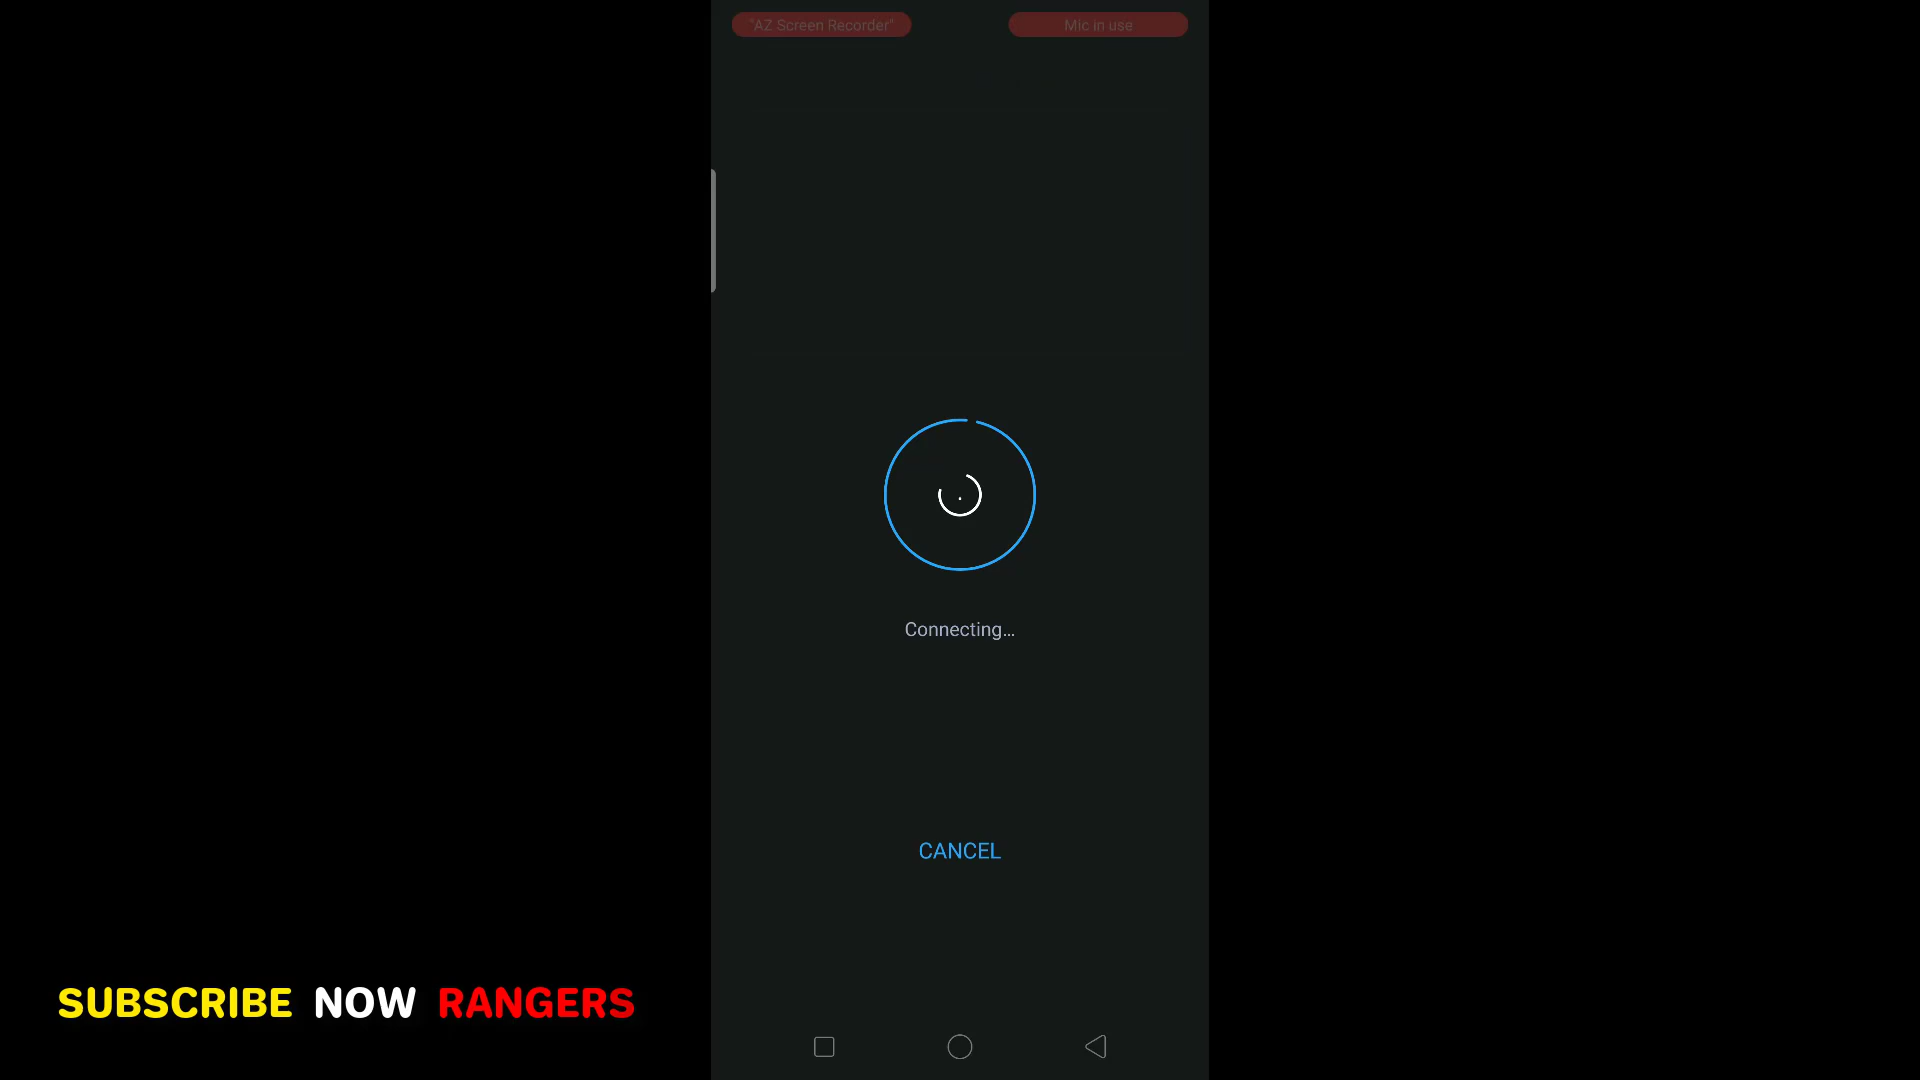 "AZ Screen Recorder"
Mic in use
Connecting...
CANCEL
SUBSCRIBE NOW RANGERS